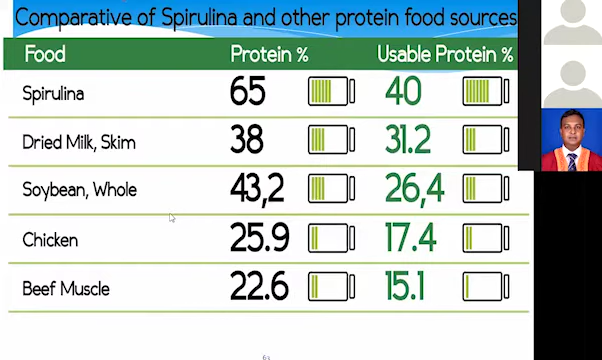 Comparative of Spirulina and other protein food sources
Food Protein % Usable Protein %
Spirulina 65 40
Dried Milk, Skim 38 31.2
Soybean, Whole 43,2 26,4
Chicken 25.9 17.4
Beef Muscle 22.6 15.1
63